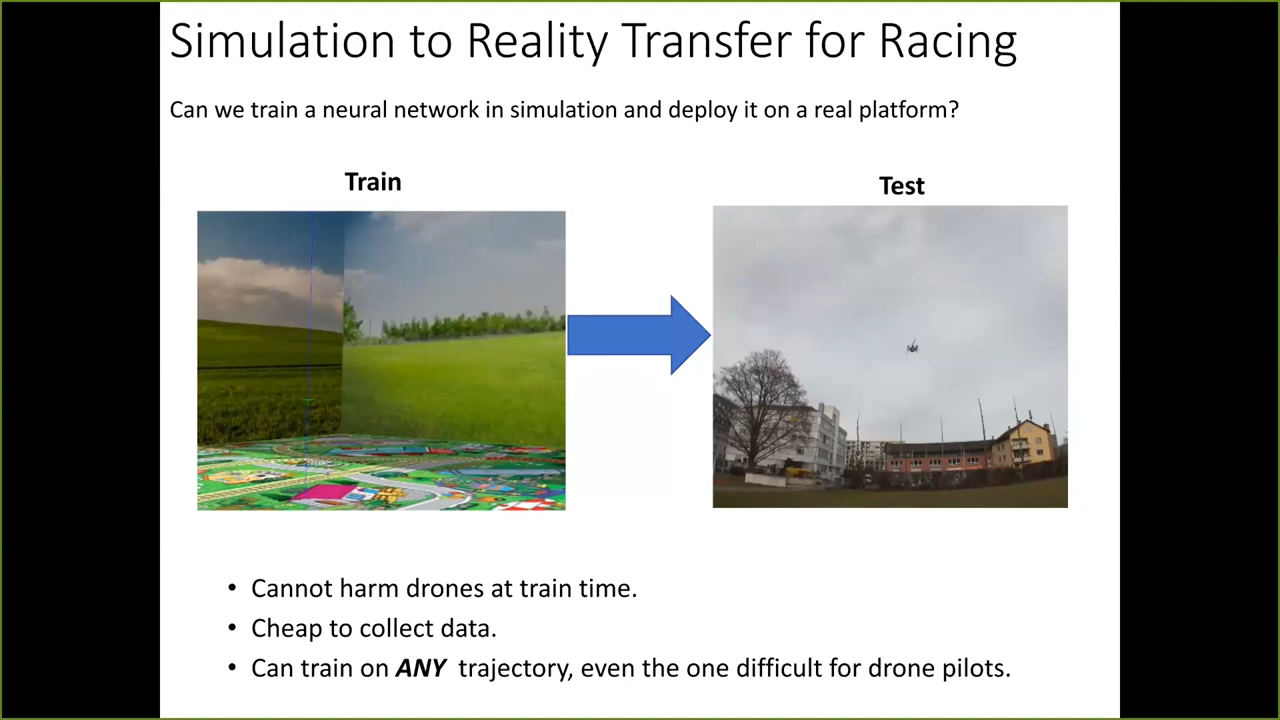 Simulation to Reality Transfer for Racing
Can we train a neural network in simulation and deploy it on a real platform?
Train
Test
• Cannot harm drones at train time.
• Cheap to collect data.
• Can train on ANY trajectory, even the one difficult for drone pilots.